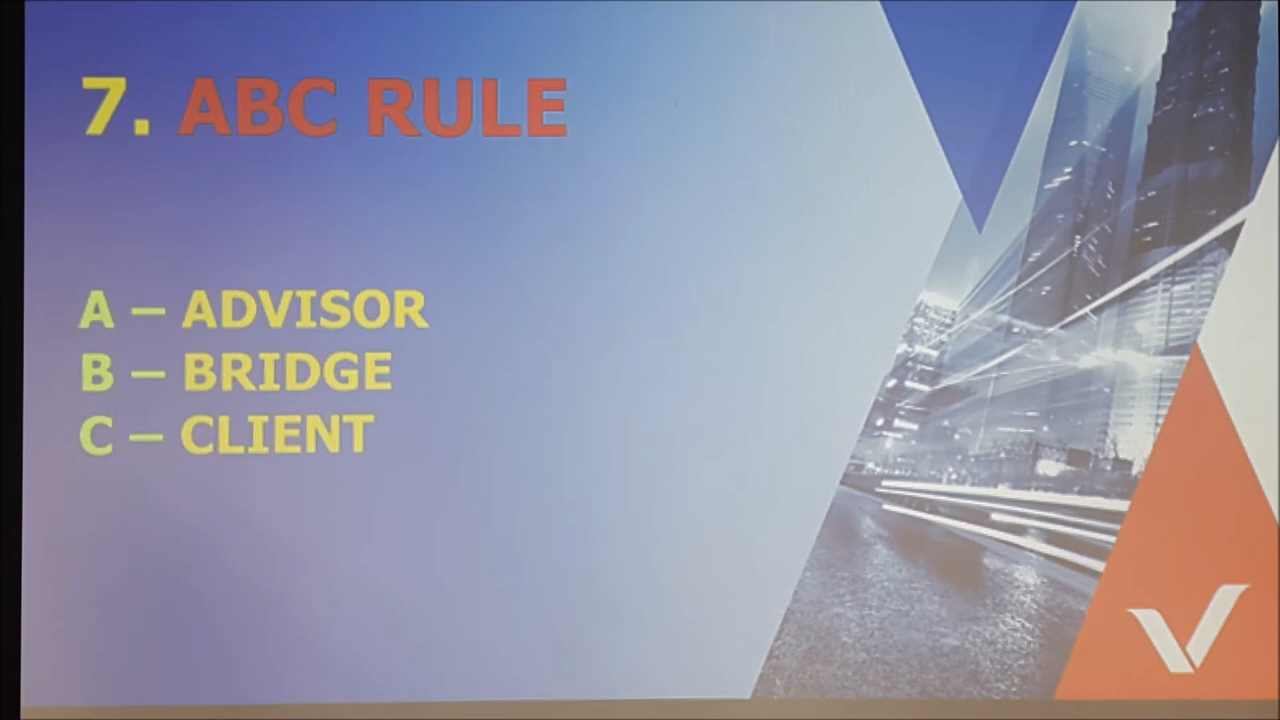 7. ABC RULE
A – ADVISOR
B – BRIDGE
C – CLIENT